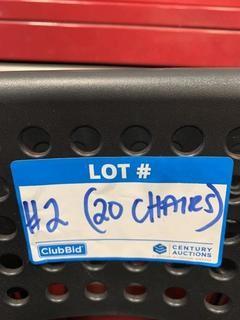 LOT #
#2 (20 CHAIRS)
ClubBid
CENTURY
AUCTIONS